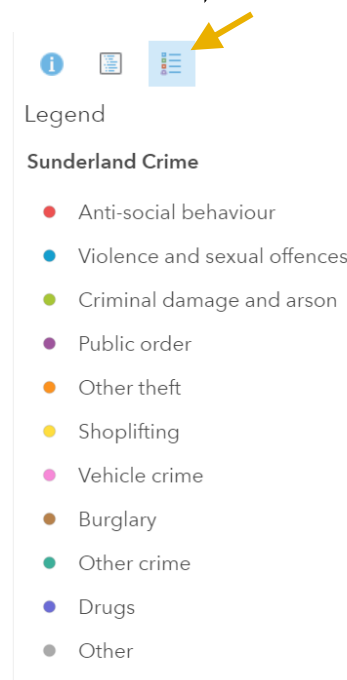 Legend
Sunderland Crime
Anti-social behaviour
Violence and sexual offences
Criminal damage and arson
Public order
Other theft
Shoplifting
Vehicle crime
Burglary
Other crime
Drugs
Other